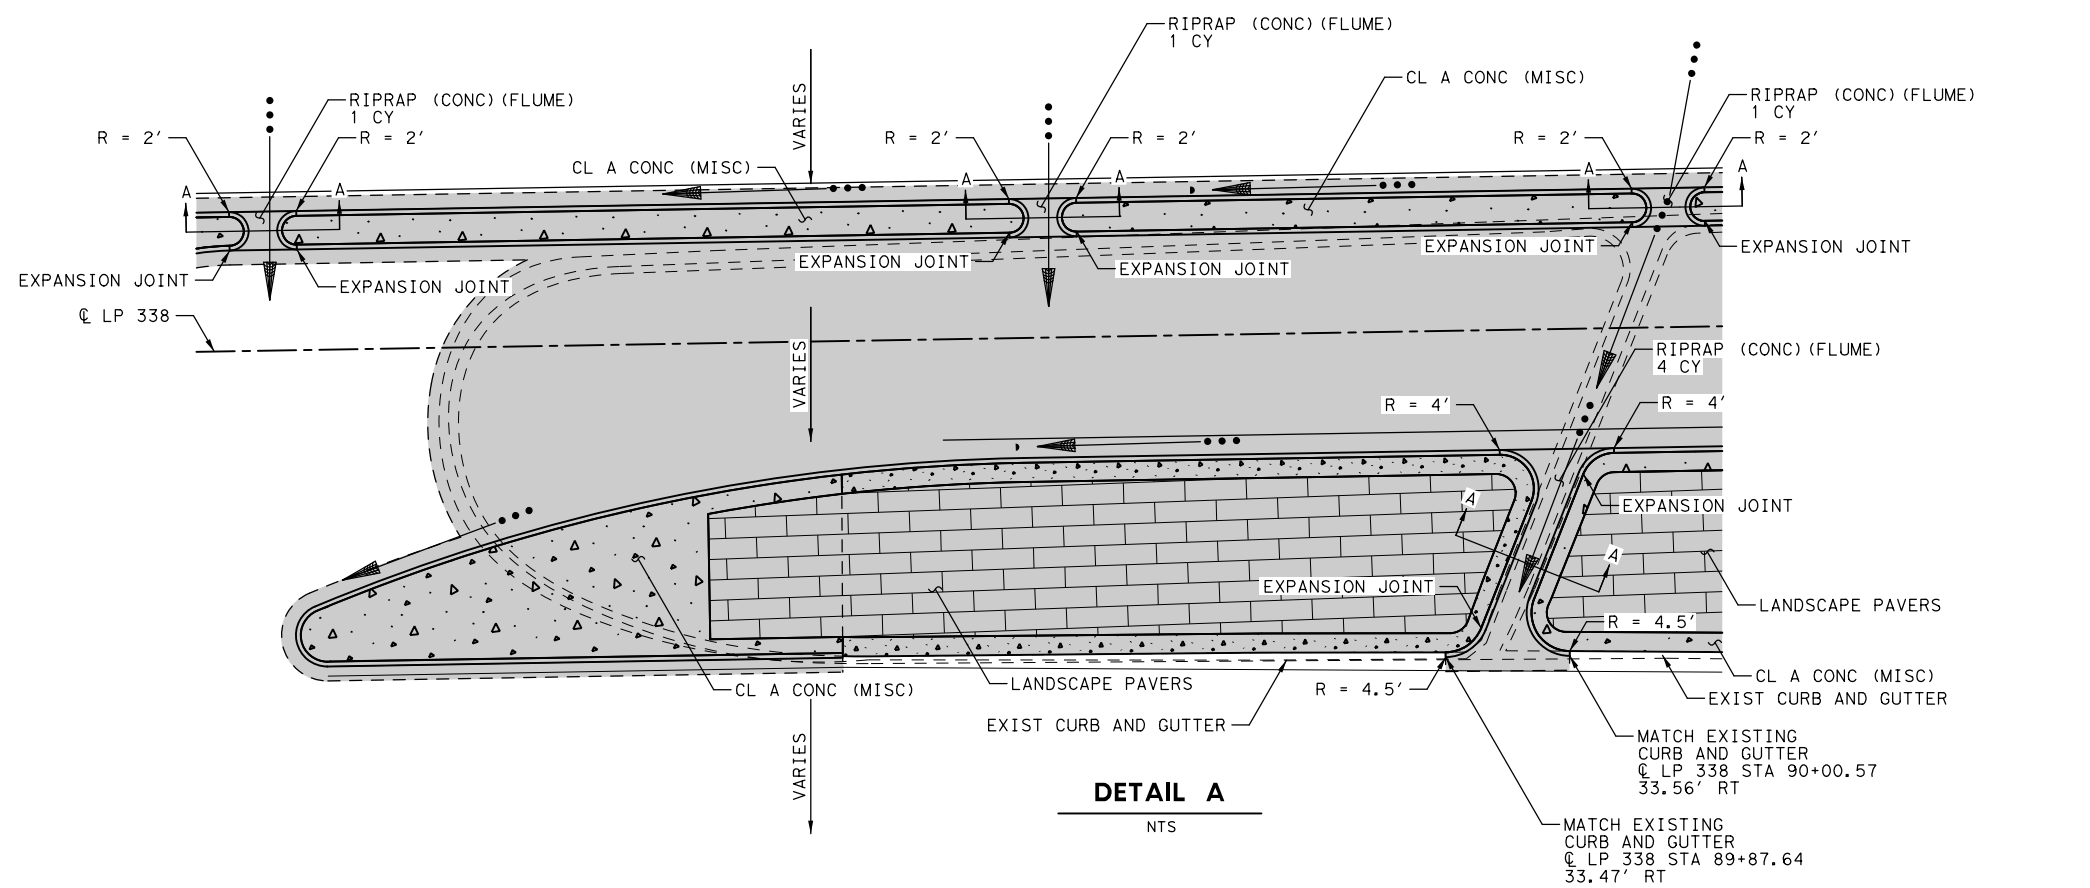 RIPRAP (CONC)(FLUME)
1 CY
CL A CONC (MISC)
RIPRAP (CONC)(FLUME)
1 CY
RIPRAP (CONC)(FLUME)
1 CY
VARIES
R = 2'
R = 2'
R = 2'
R = 2'
R = 2'
R = 2'
CL A CONC (MISC)
A
A
A
A
A
A
EXPANSION JOINT
EXPANSION JOINT
EXPANSION JOINT
EXPANSION JOINT
EXPANSION JOINT
EXPANSION JOINT
℄ LP 338
VARIES
RIPRAP (CONC)(FLUME)
4 CY
R = 4'
R = 4'
A
EXPANSION JOINT
A
EXPANSION JOINT
LANDSCAPE PAVERS
R = 4.5'
CL A CONC (MISC)
LANDSCAPE PAVERS
R = 4.5'
CL A CONC (MISC)
EXIST CURB AND GUTTER
EXIST CURB AND GUTTER
VARIES
MATCH EXISTING
CURB AND GUTTER
℄ LP 338 STA 90+00.57
33.56' RT
DETAIL A
NTS
MATCH EXISTING
CURB AND GUTTER
℄ LP 338 STA 89+87.64
33.47' RT